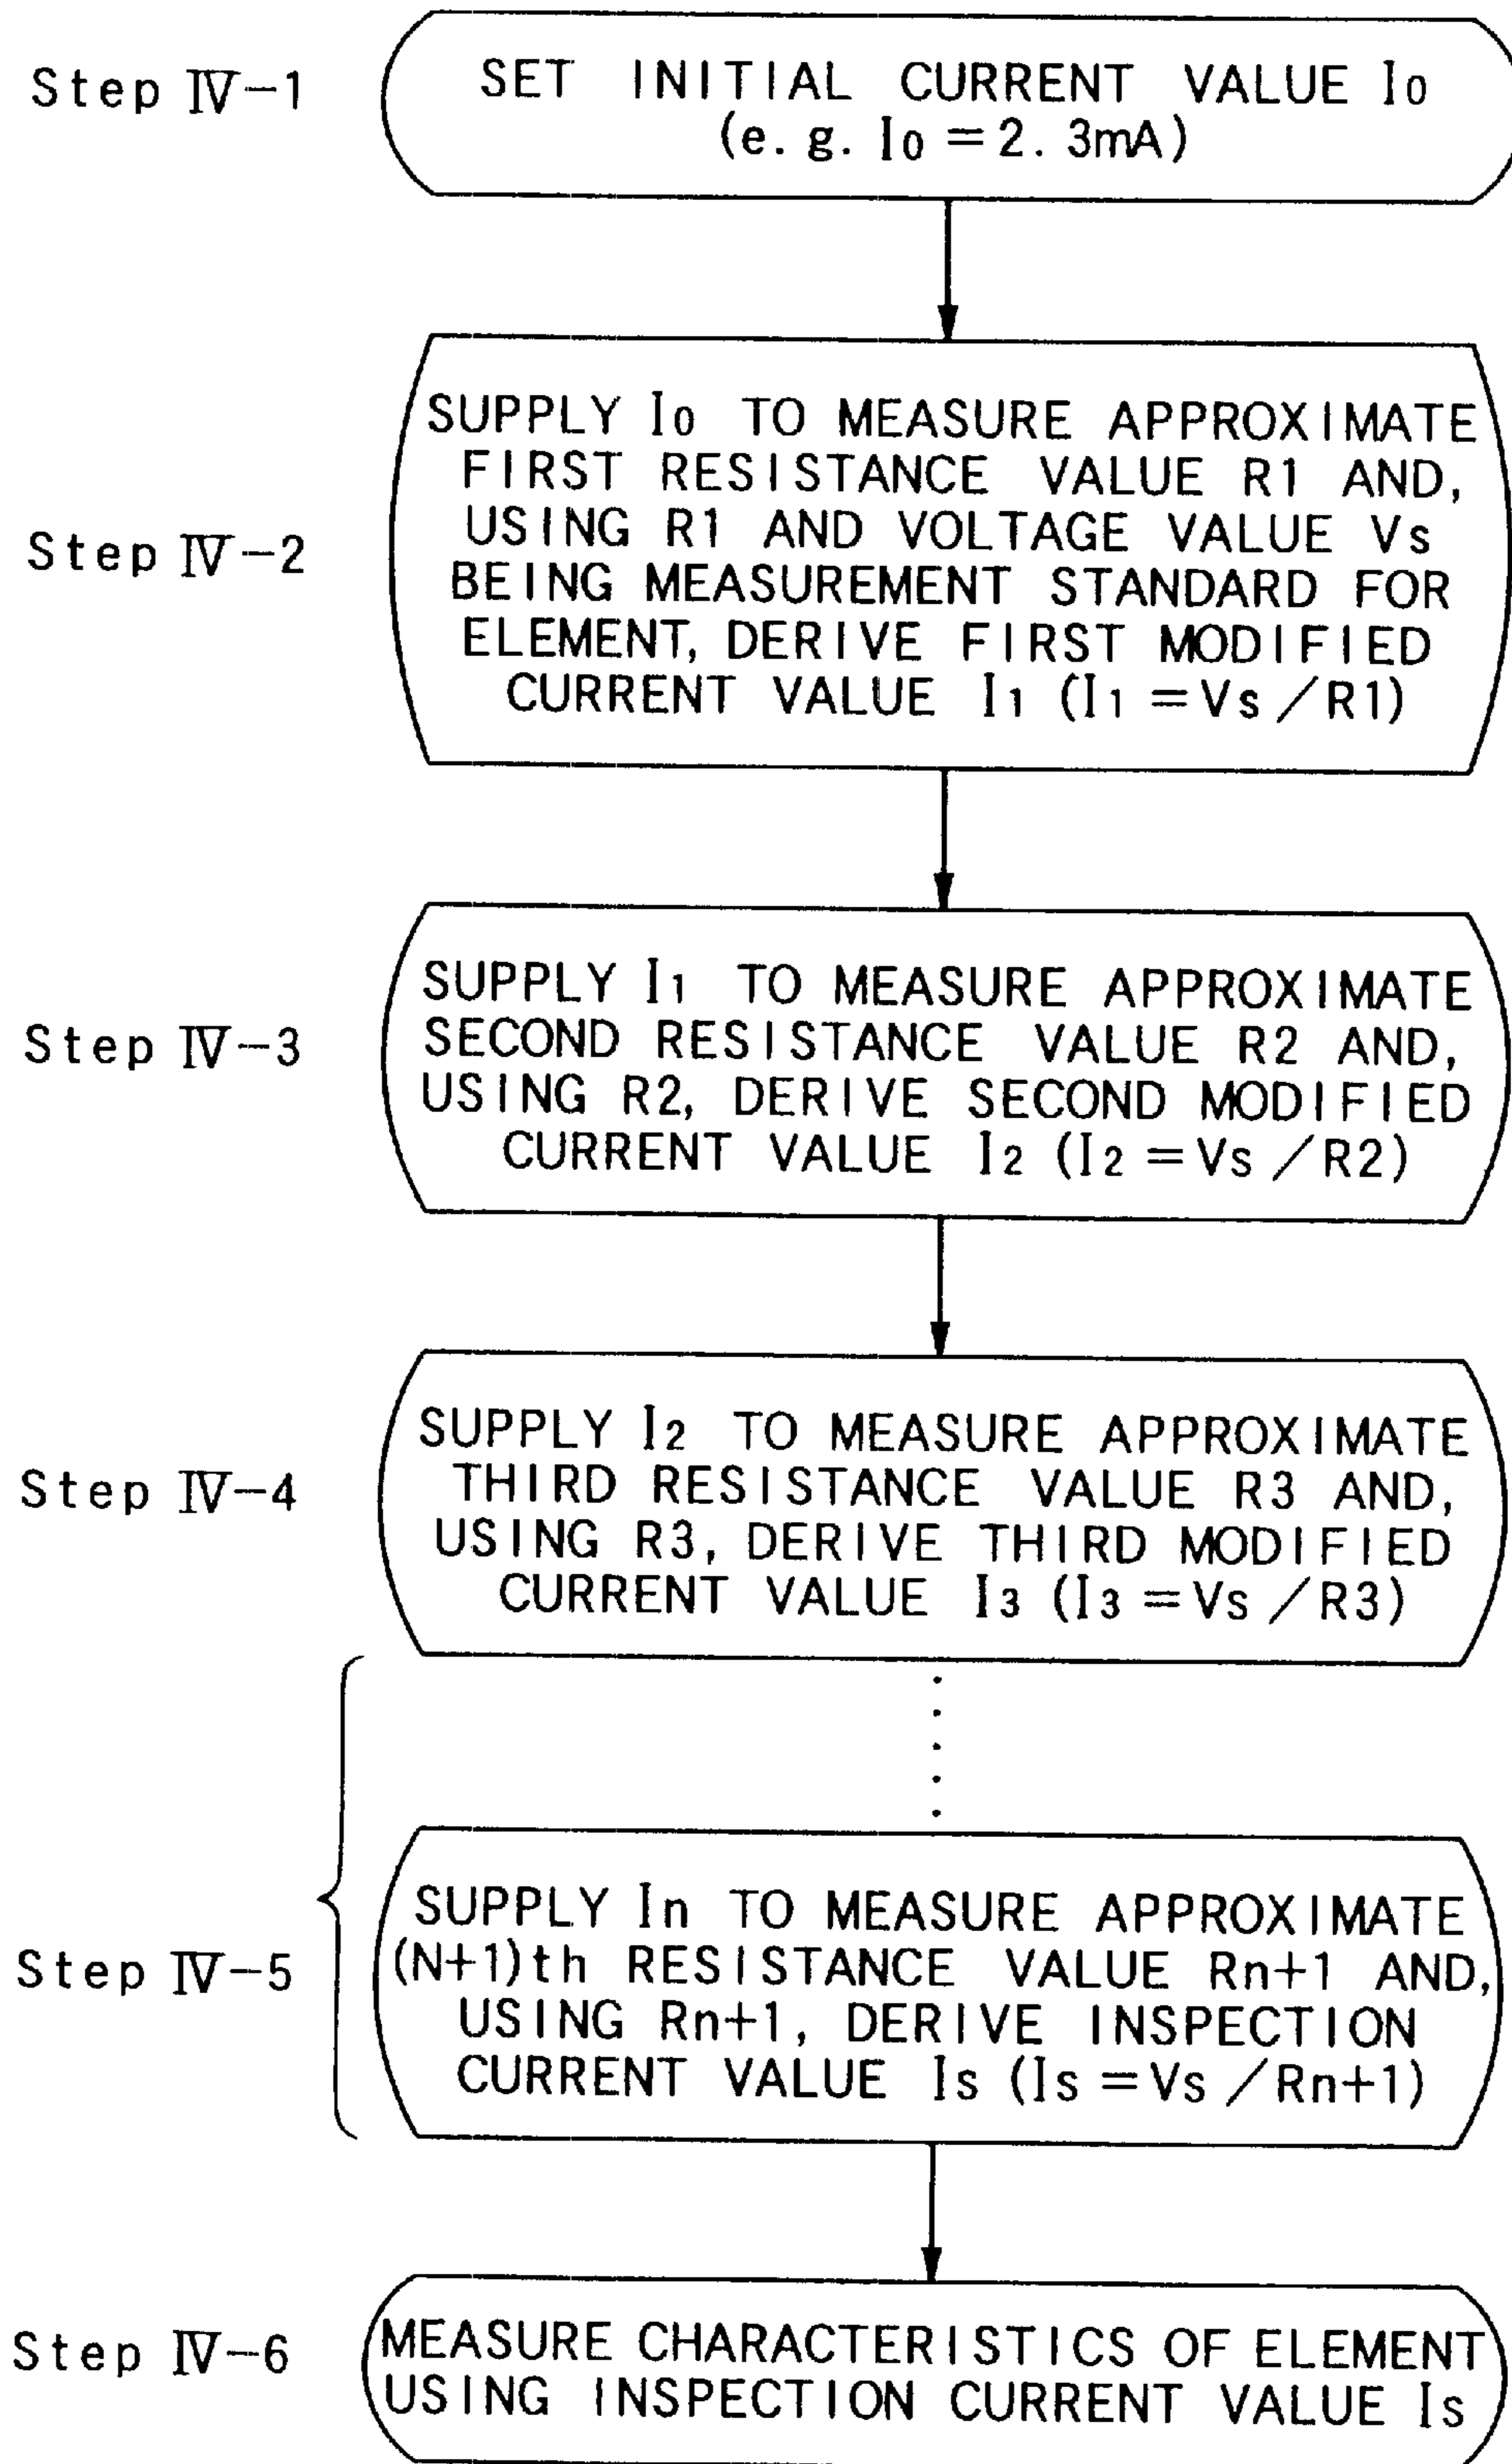 Step Ⅳ-1
SET INITIAL CURRENT VALUE I0
(e.g. I0 = 2.3mA)
Step Ⅳ-2
SUPPLY I0 TO MEASURE APPROXIMATE
FIRST RESISTANCE VALUE R1 AND,
USING R1 AND VOLTAGE VALUE Vs
BEING MEASUREMENT STANDARD FOR
ELEMENT, DERIVE FIRST MODIFIED
CURRENT VALUE I1 (I1 = Vs/R1)
Step Ⅳ-3
SUPPLY I1 TO MEASURE APPROXIMATE
SECOND RESISTANCE VALUE R2 AND,
USING R2, DERIVE SECOND MODIFIED
CURRENT VALUE I2 (I2 = Vs/R2)
Step Ⅳ-4
SUPPLY I2 TO MEASURE APPROXIMATE
THIRD RESISTANCE VALUE R3 AND,
USING R3, DERIVE THIRD MODIFIED
CURRENT VALUE I3 (I3 = Vs/R3)
Step Ⅳ-5
SUPPLY In TO MEASURE APPROXIMATE
(N+1)th RESISTANCE VALUE Rn+1 AND,
USING Rn+1, DERIVE INSPECTION
CURRENT VALUE Is (Is = Vs/Rn+1)
Step Ⅳ-6
MEASURE CHARACTERISTICS OF ELEMENT
USING INSPECTION CURRENT VALUE Is